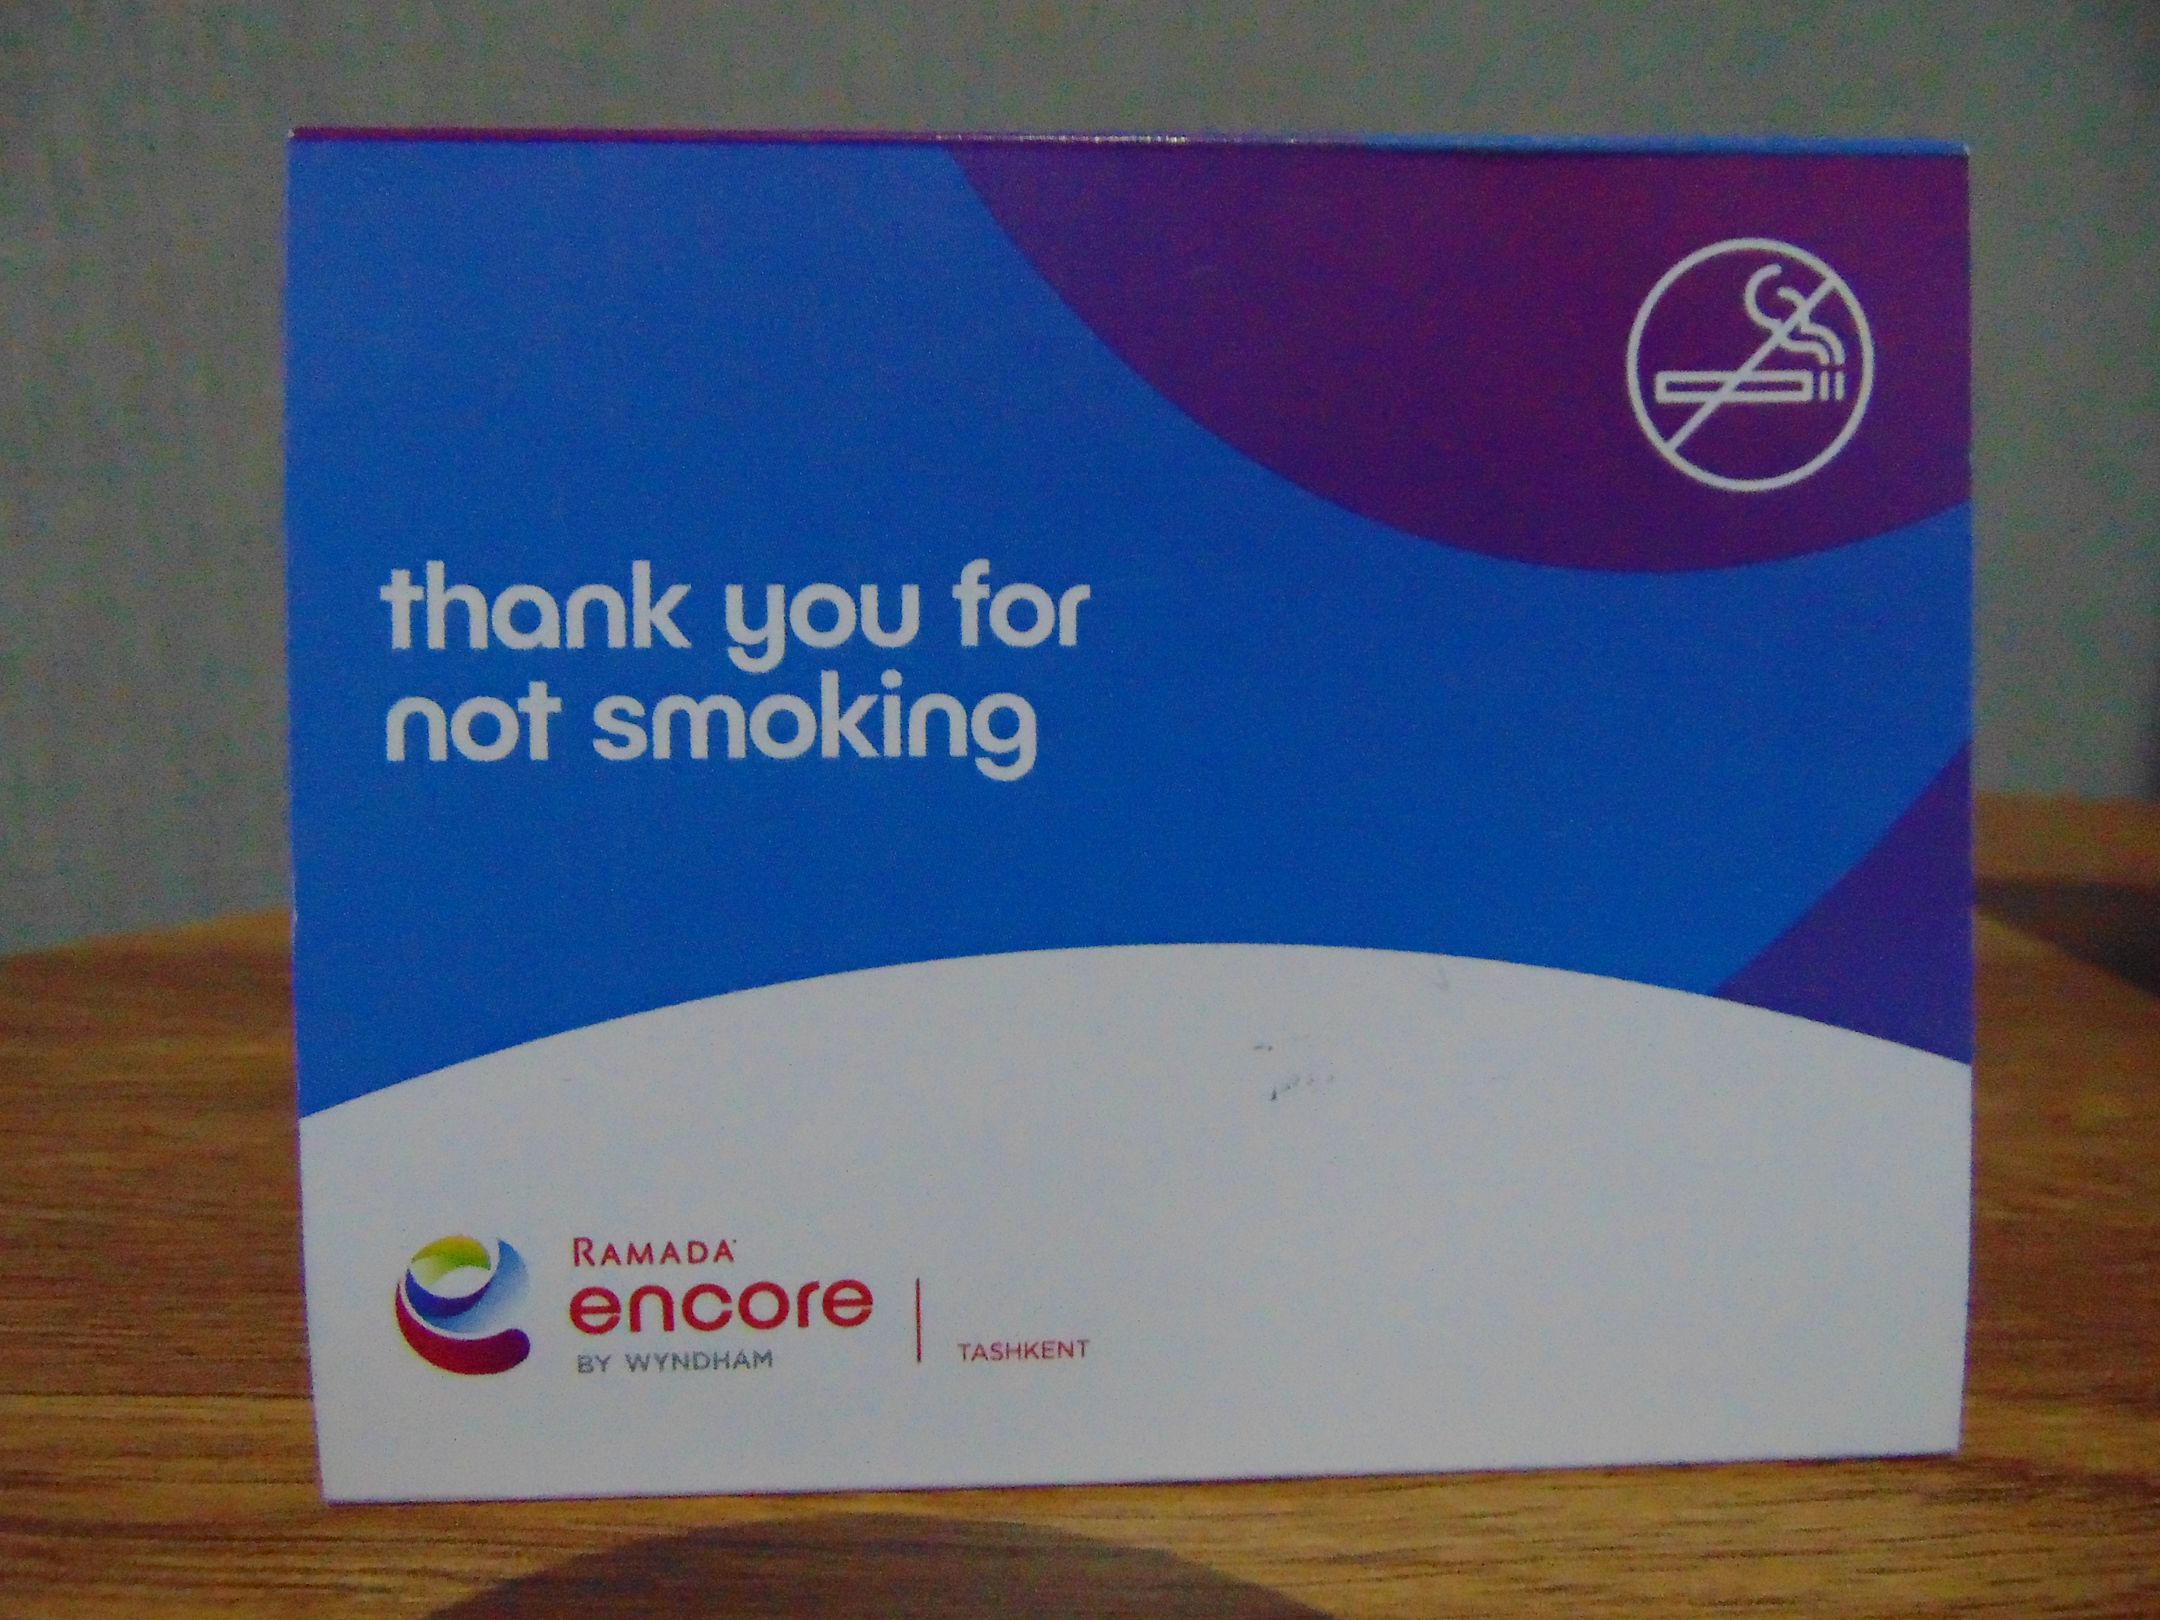 thank you for
not smoking
RAMADA
encore
BY WYNDHAM
TASHKENT